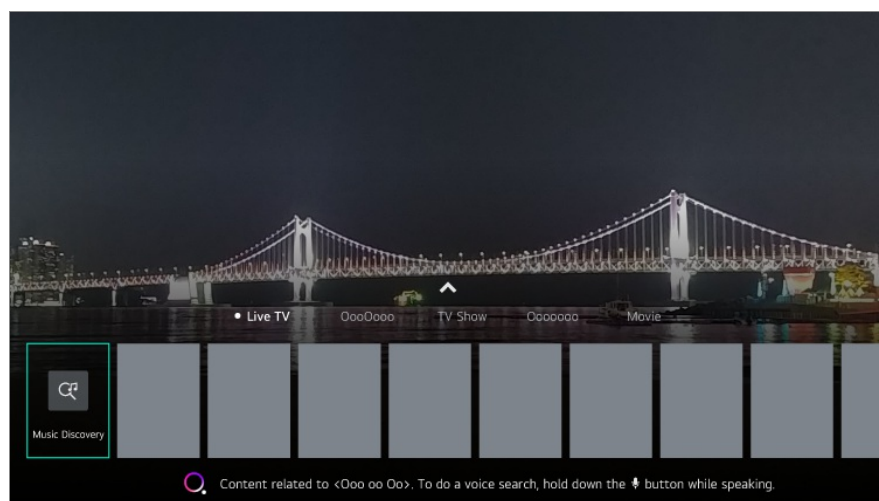 Live TV
OooOooo
TV Show
Ooooooo
Movie
Music Discovery
Content related to <Ooo oo Oo>. To do a voice search, hold down the button while speaking.